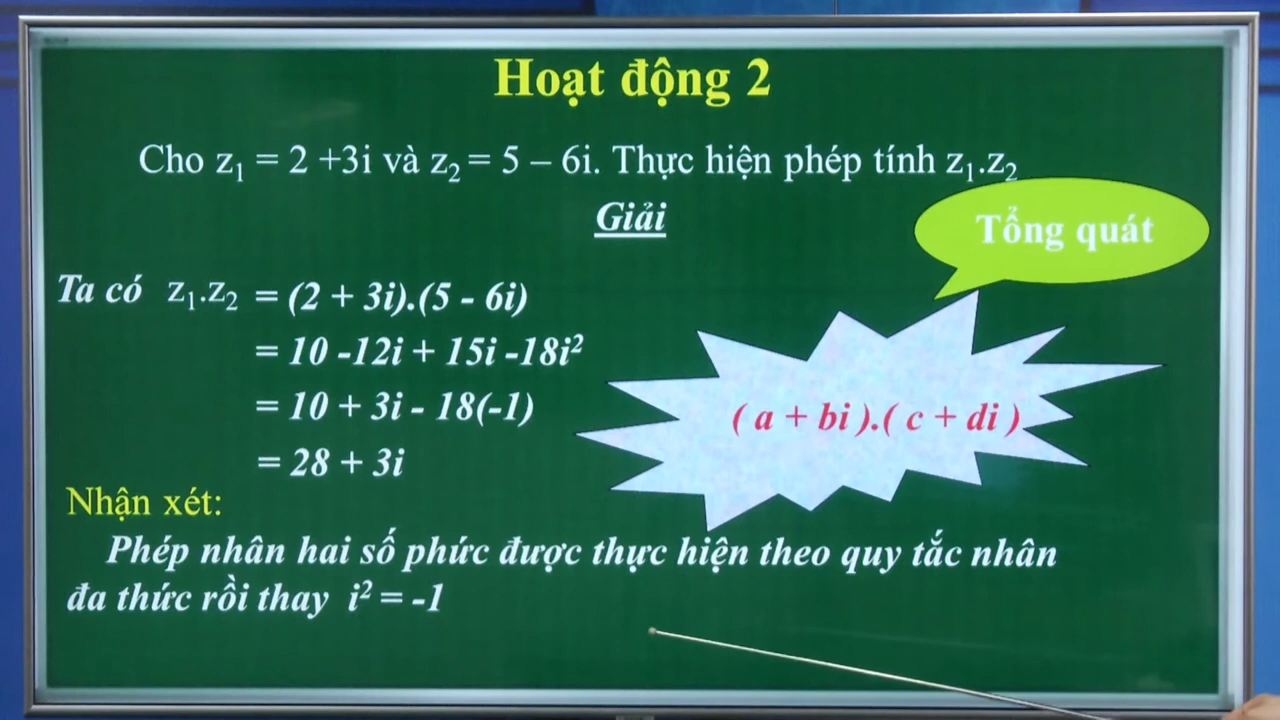 Hoạt động 2
Cho z₁ = 2 +3i và z₂ = 5 – 6i. Thực hiện phép tính z₁.z₂
Giải
Tổng quát
Ta có z₁.z₂ = (2 + 3i).(5 - 6i)
= 10 -12i + 15i -18i²
= 10 + 3i - 18(-1)
( a + bi ).( c + di )
= 28 + 3i
Nhận xét:
Phép nhân hai số phức được thực hiện theo quy tắc nhân
đa thức rồi thay i² = -1